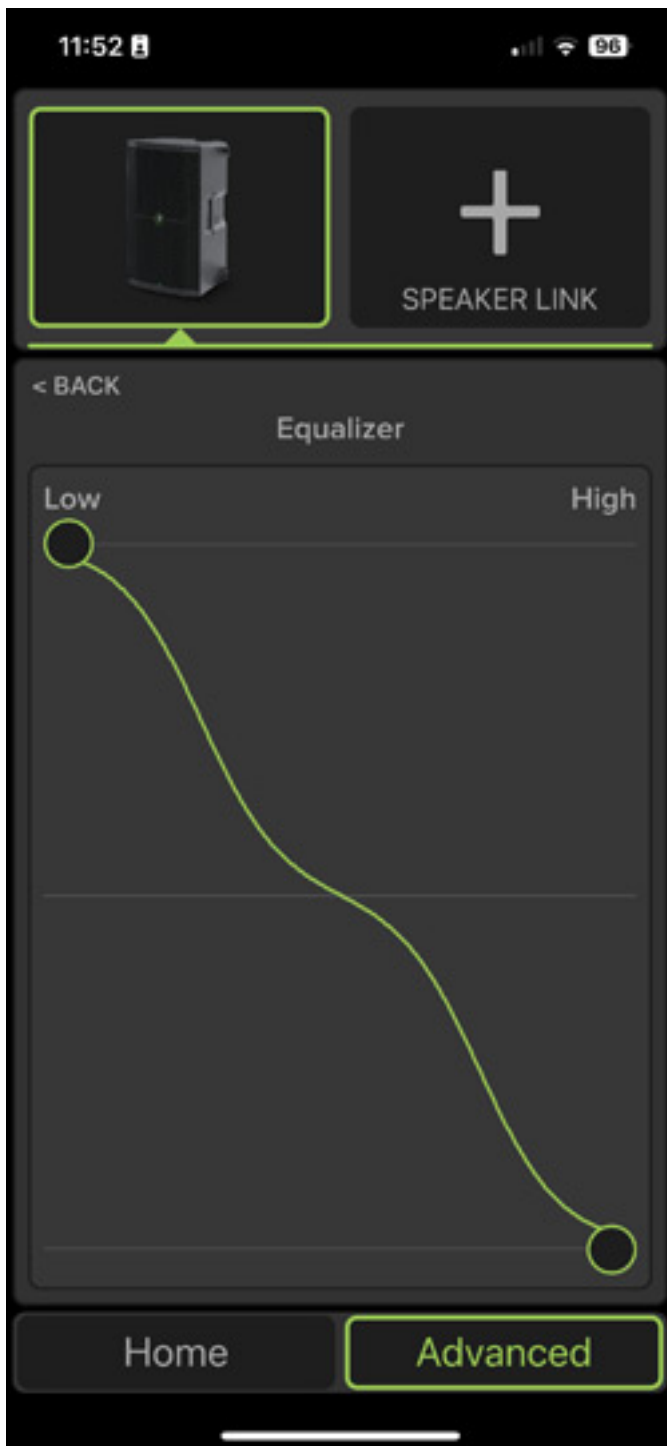 11:52
96
SPEAKER LINK
< BACK
Equalizer
Low High
Home Advanced